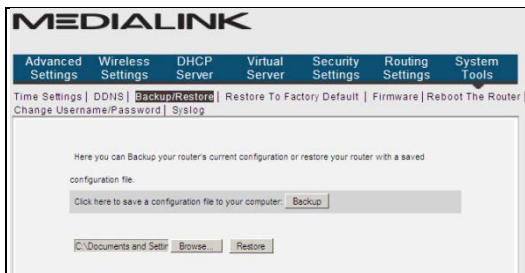 MEDIALINK
Advanced Settings Wireless Settings DHCP Server Virtual Server Security Settings Routing Settings System Tools
Time Settings | DDNS | Backup/Restore | Restore To Factory Default | Firmware | Reboot The Router |
Change Username/Password | Syslog
Here you can Backup your router's current configuration or restore your router with a saved
configuration file.
Click here to save a configuration file to your computer: Backup
C:\Documents and Settir Browse... Restore